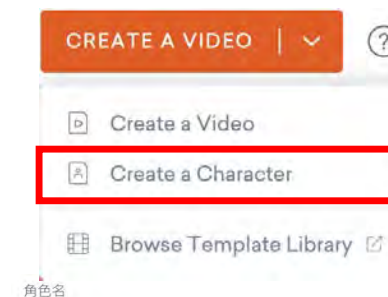 CREATE A VIDEO
Create a Video
Create a Character
Browse Template Library
角色名